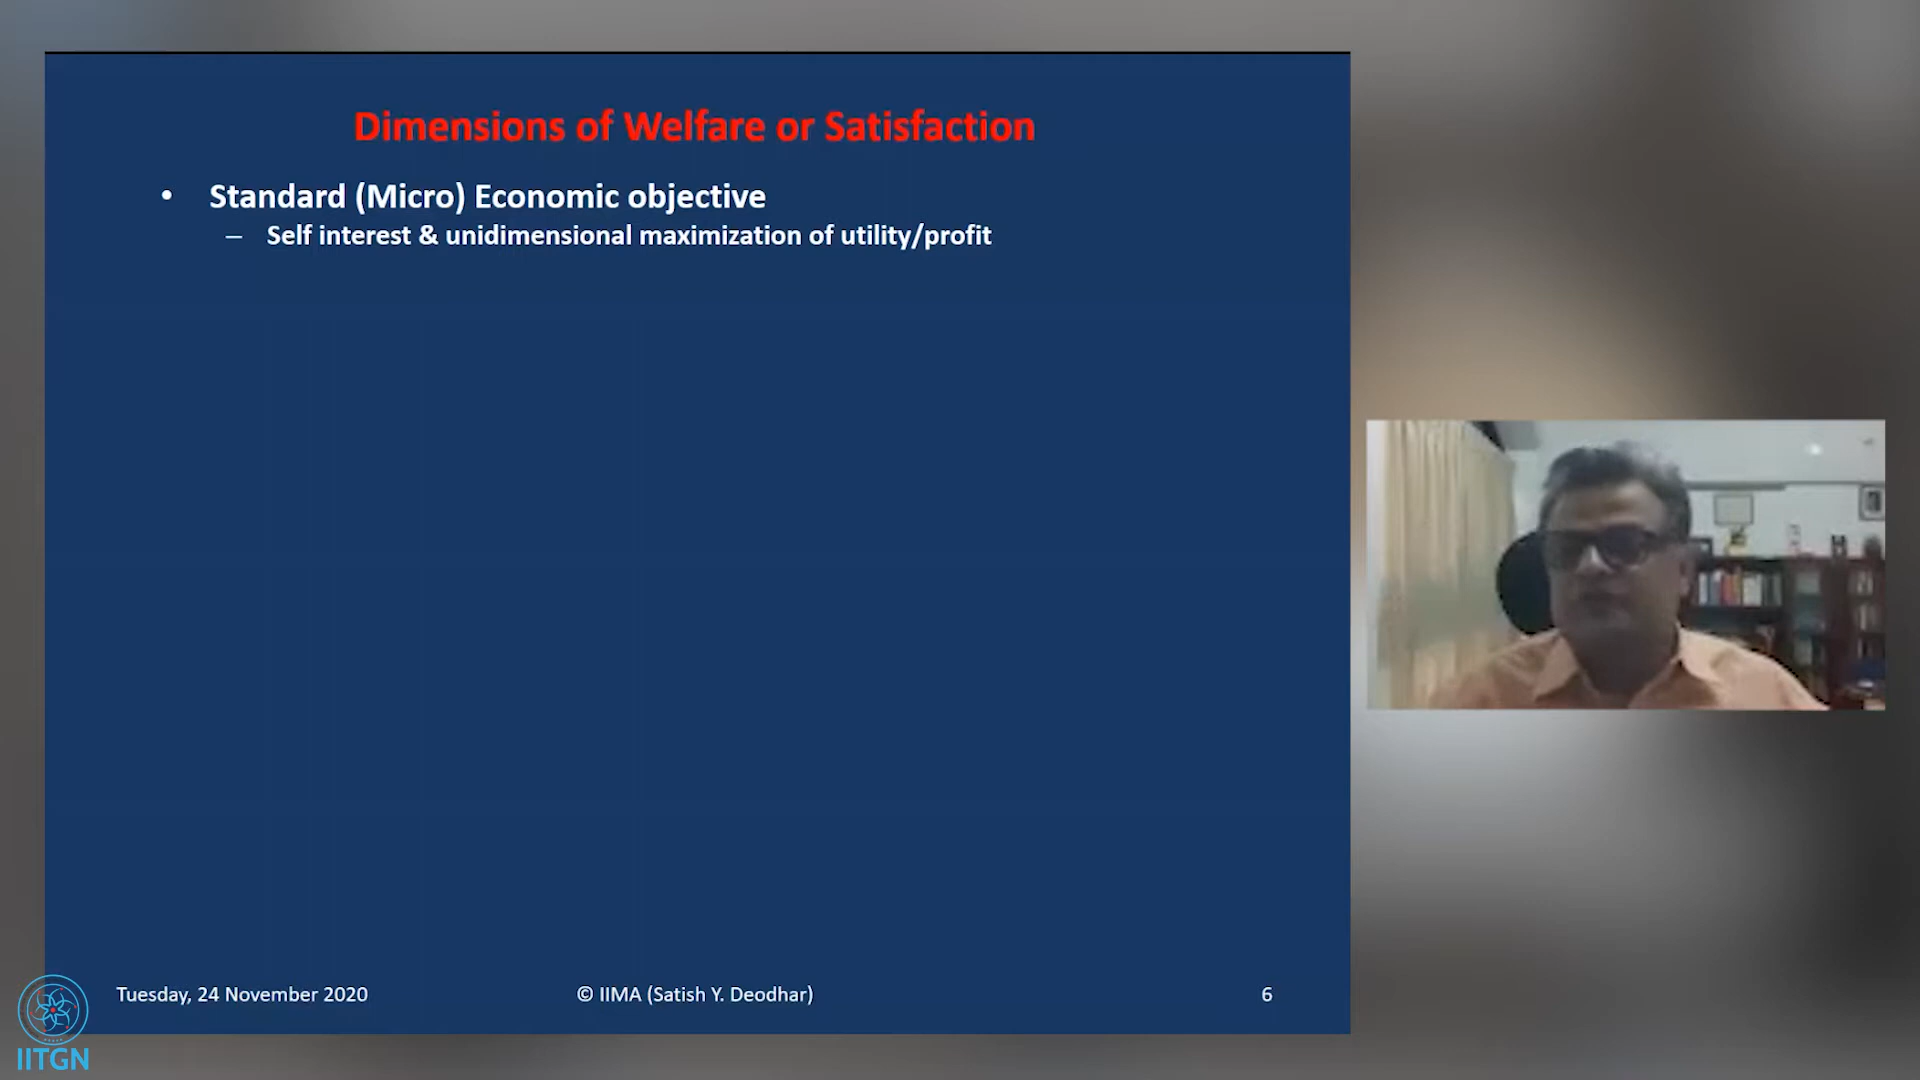 Dimensions of Welfare or Satisfaction
• Standard (Micro) Economic objective
– Self interest & unidimensional maximization of utility/profit
Tuesday, 24 November 2020
© IIMA (Satish Y. Deodhar)
6
IITGN